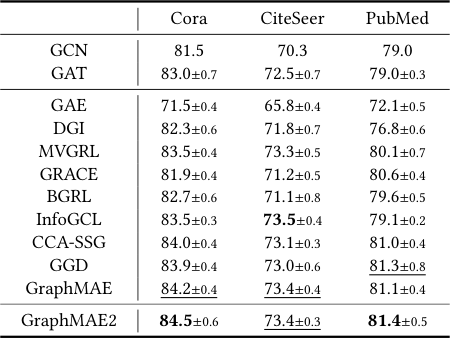 Cora CiteSeer PubMed
GCN 81.5 70.3 79.0
GAT 83.0±0.7 72.5±0.7 79.0±0.3
GAE 71.5±0.4 65.8±0.4 72.1±0.5
DGI 82.3±0.6 71.8±0.7 76.8±0.6
MVGRL 83.5±0.4 73.3±0.5 80.1±0.7
GRACE 81.9±0.4 71.2±0.5 80.6±0.4
BGRL 82.7±0.6 71.1±0.8 79.6±0.5
InfoGCL 83.5±0.3 73.5±0.4 79.1±0.2
CCA-SSG 84.0±0.4 73.1±0.3 81.0±0.4
GGD 83.9±0.4 73.0±0.6 81.3±0.8
GraphMAE 84.2±0.4 73.4±0.4 81.1±0.4
GraphMAE2 84.5±0.6 73.4±0.3 81.4±0.5